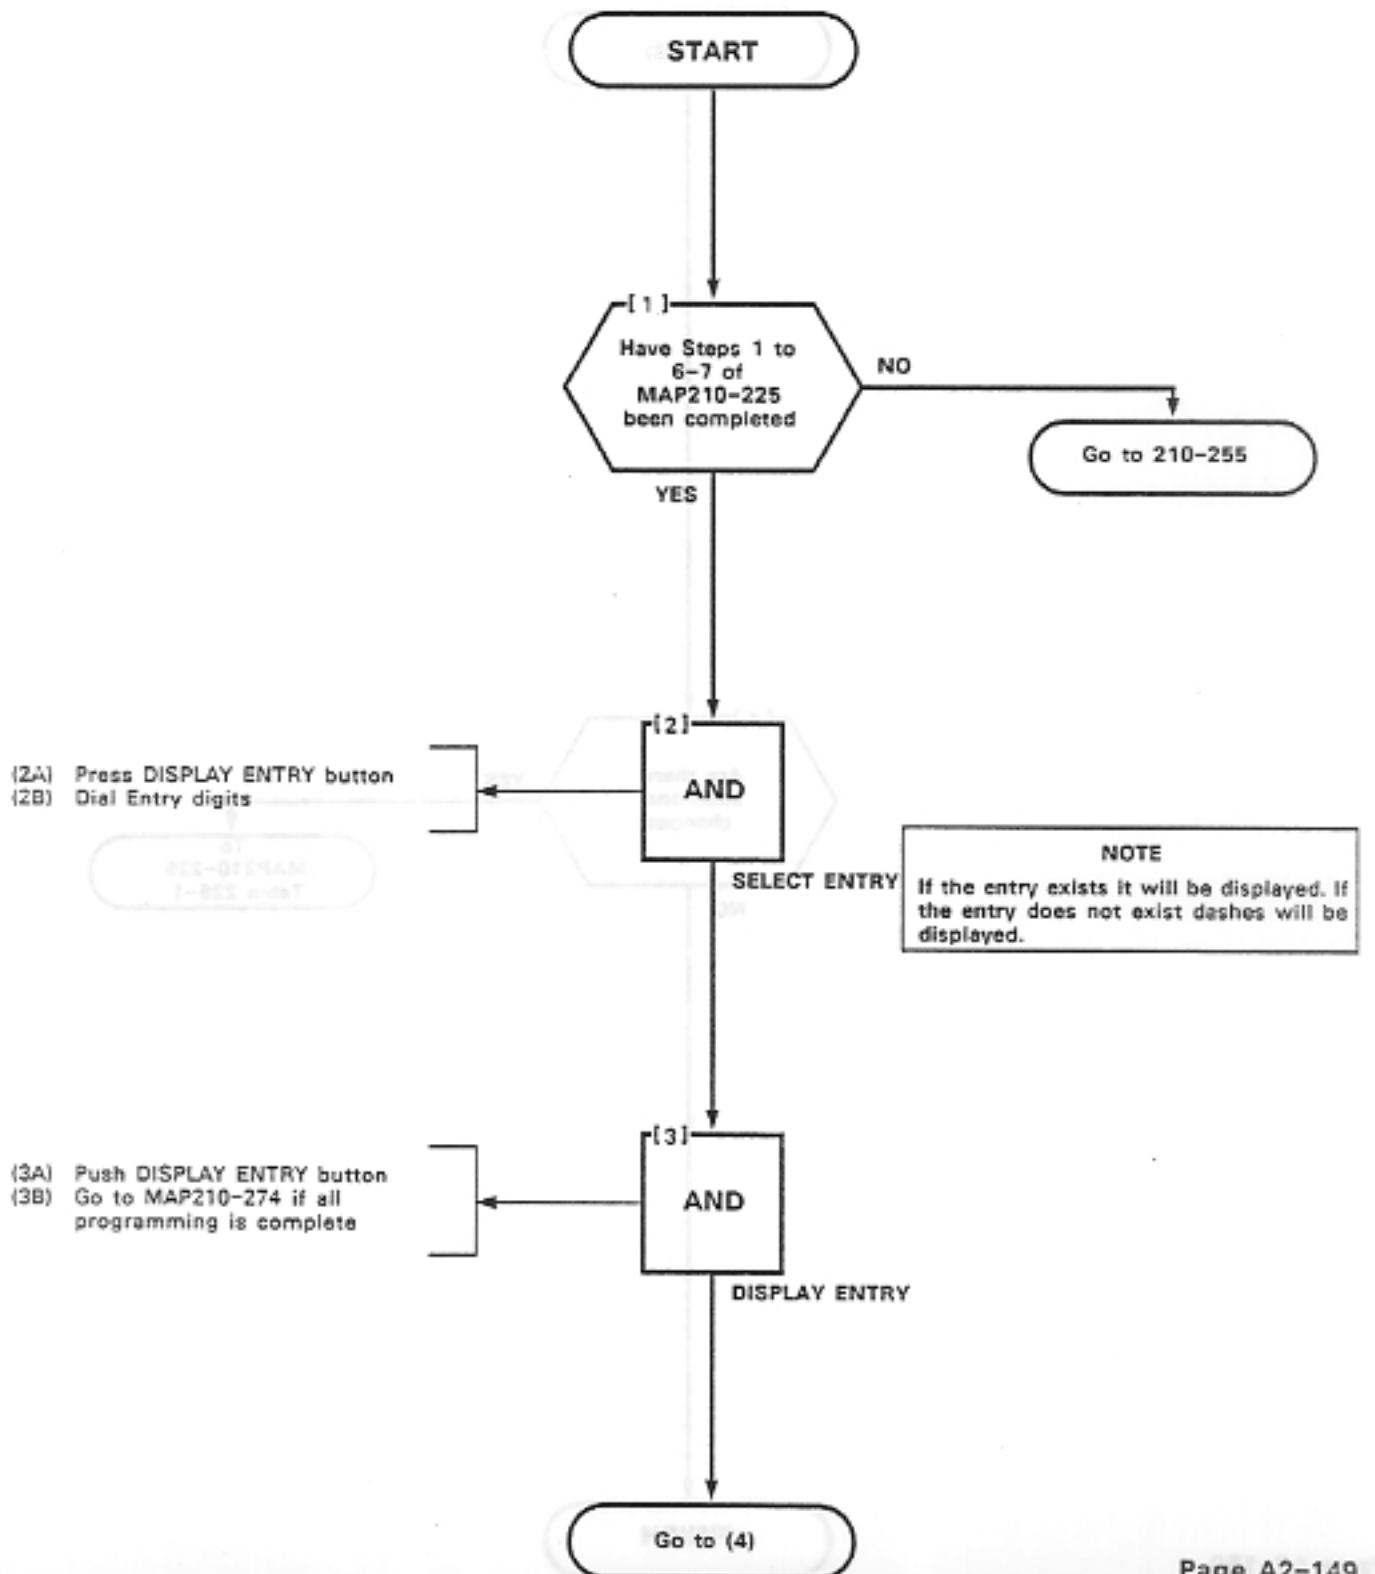 START
[1]
Have Steps 1 to
6-7 of
MAP210-225
been completed
NO
Go to 210-255
YES
[2]
AND
(2A) Press DISPLAY ENTRY button
(2B) Dial Entry digits
SELECT ENTRY
NOTE
If the entry exists it will be displayed. If
the entry does not exist dashes will be
displayed.
[3]
AND
(3A) Push DISPLAY ENTRY button
(3B) Go to MAP210-274 if all
programming is complete
DISPLAY ENTRY
Go to (4)
Page A2-149